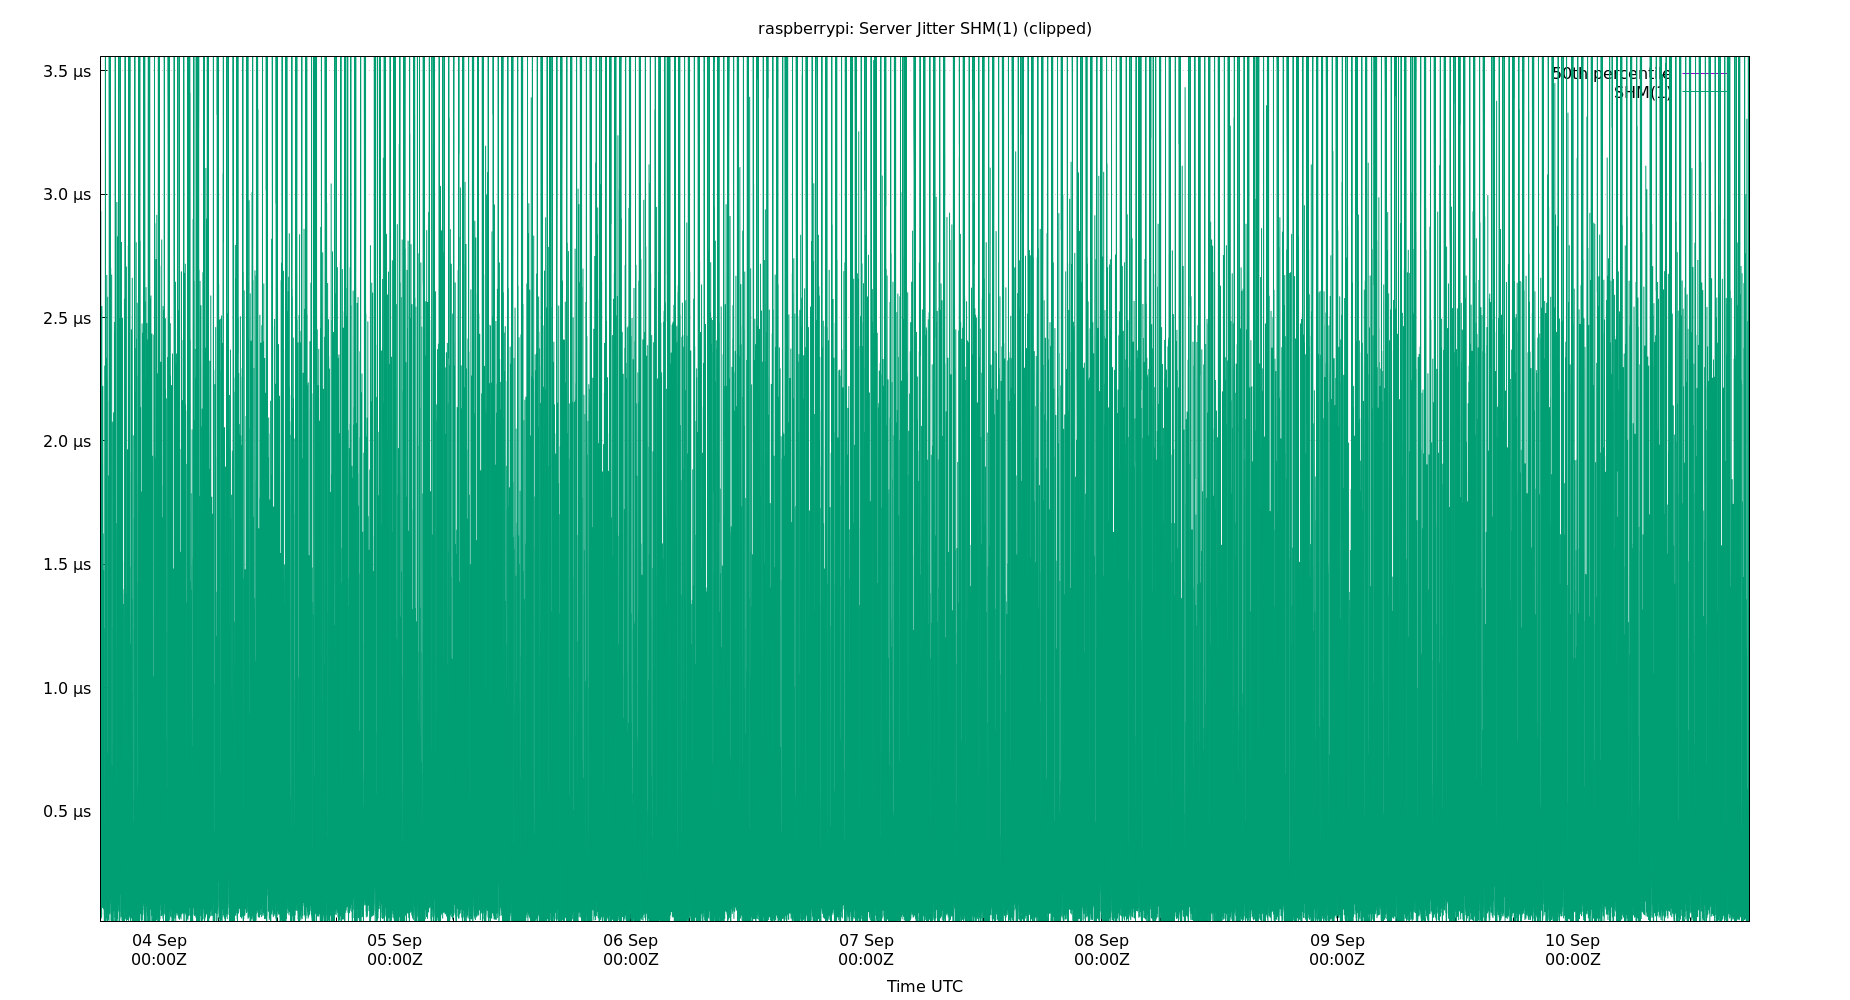 raspberrypi: Server Jitter SHM(1) (clipped)
3.5 µs
50th percentile
SHM(1)
3.0 µs
2.5 µs
2.0 µs
1.5 µs
1.0 µs
0.5 µs
04 Sep 05 Sep 06 Sep 07 Sep 08 Sep 09 Sep 10 Sep
00:00Z 00:00Z 00:00Z 00:00Z 00:00Z 00:00Z 00:00Z
Time UTC